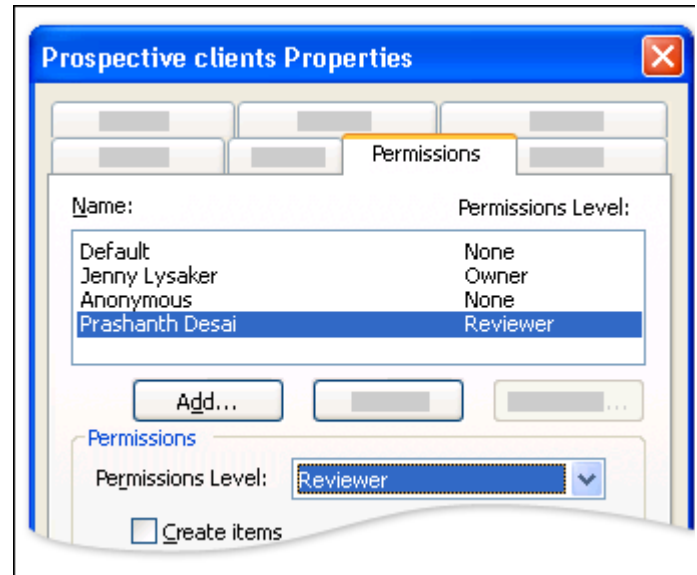 Prospective clients Properties
Permissions
Name: Permissions Level:
Default None
Jenny Lysaker Owner
Anonymous None
Prashanth Desai Reviewer
Add... ...
Permissions
Permissions Level: Reviewer
Create items